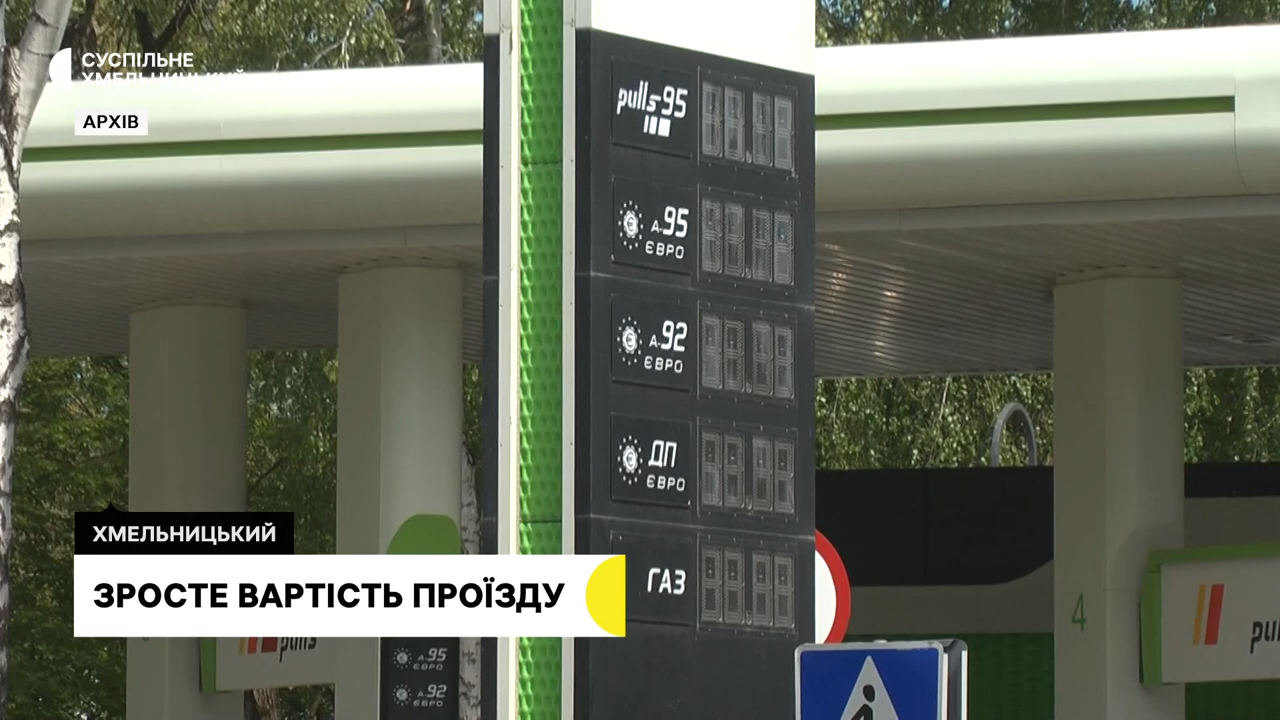 СУСПІЛЬНЕ
ХМЕЛЬНИЦЬКИЙ
АРХІВ
pulls 95
А-95
ЄВРО
А-92
ЄВРО
ДП
ЄВРО
ГАЗ
ХМЕЛЬНИЦЬКИЙ
ЗРОСТЕ ВАРТІСТЬ ПРОЇЗДУ
4
pulls
А-95
ЄВРО
А-92
ЄВРО